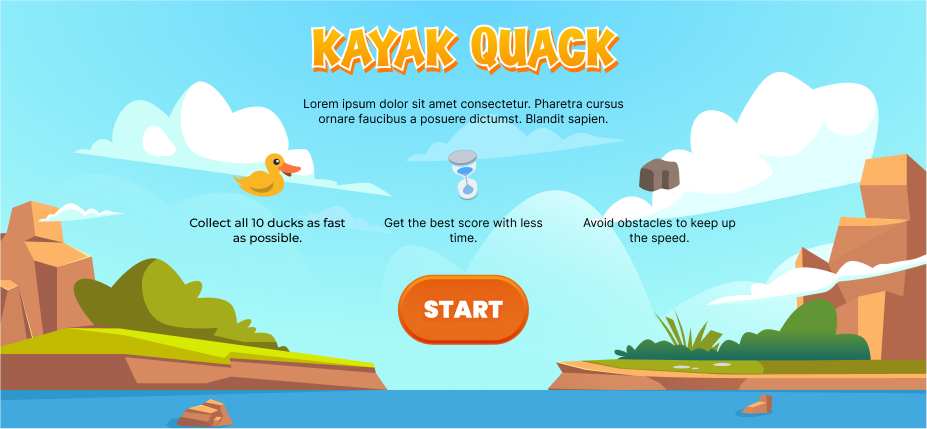 KAYAK QUACK
Lorem ipsum dolor sit amet consectetur. Pharetra cursus
ornare faucibus a posuere dictumst. Blandit sapien.
Collect all 10 ducks as fast
as possible.
Get the best score with less
time.
Avoid obstacles to keep up
the speed.
START